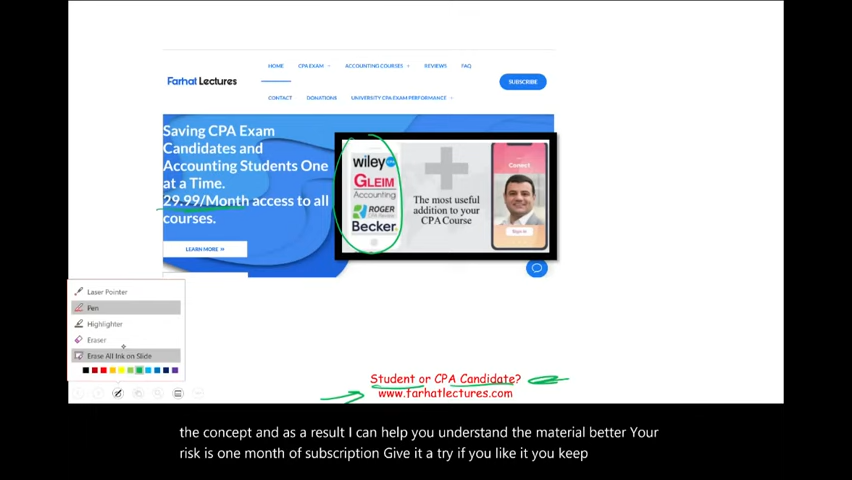 HOME CPA EXAM ACCOUNTING COURSES REVIEWS FAQ
Farhat Lectures
SUBSCRIBE
CONTACT DONATIONS UNIVERSITY CPA EXAM PERFORMANCE
Saving CPA Exam
Candidates and
Accounting Students One
at a Time.
29.99/Month access to all
courses.
LEARN MORE »
wiley
GLEIM
Accounting
ROGER
CPA Review
Becker.
The most useful
addition to your
CPA Course
Connect
Sign in
Laser Pointer
Pen
Highlighter
Eraser
Erase All Ink on Slide
Student or CPA Candidate?
www.farhatlectures.com
the concept and as a result I can help you understand the material better Your
risk is one month of subscription Give it a try if you like it you keep